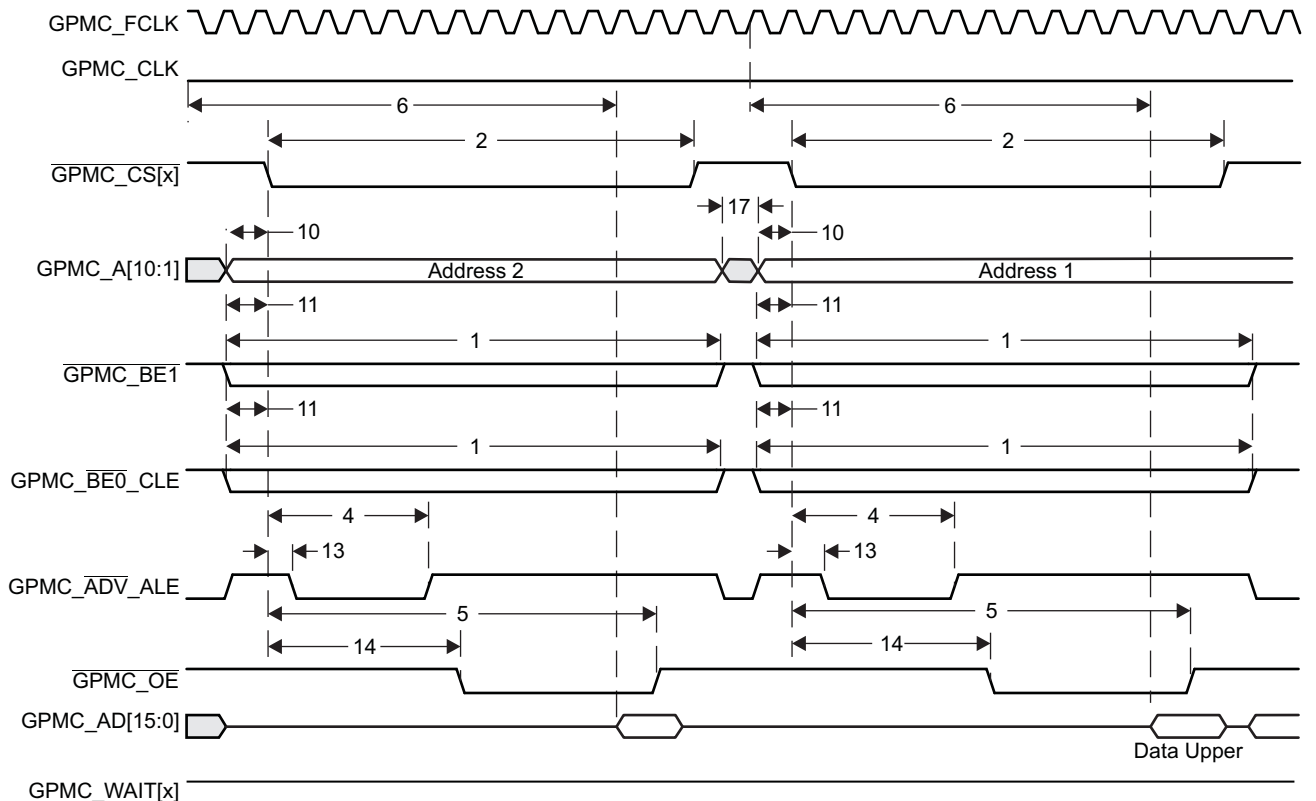 GPMC_FCLK
GPMC_CLK
6
6
2
2
GPMC_CS[x]
17
10
10
GPMC_A[10:1]
Address 2
Address 1
11
11
1
1
GPMC_BE1
11
11
1
1
GPMC_BE0_CLE
4
4
13
13
GPMC_ADV_ALE
5
5
14
14
GPMC_OE
GPMC_AD[15:0]
Data Upper
GPMC_WAIT[x]